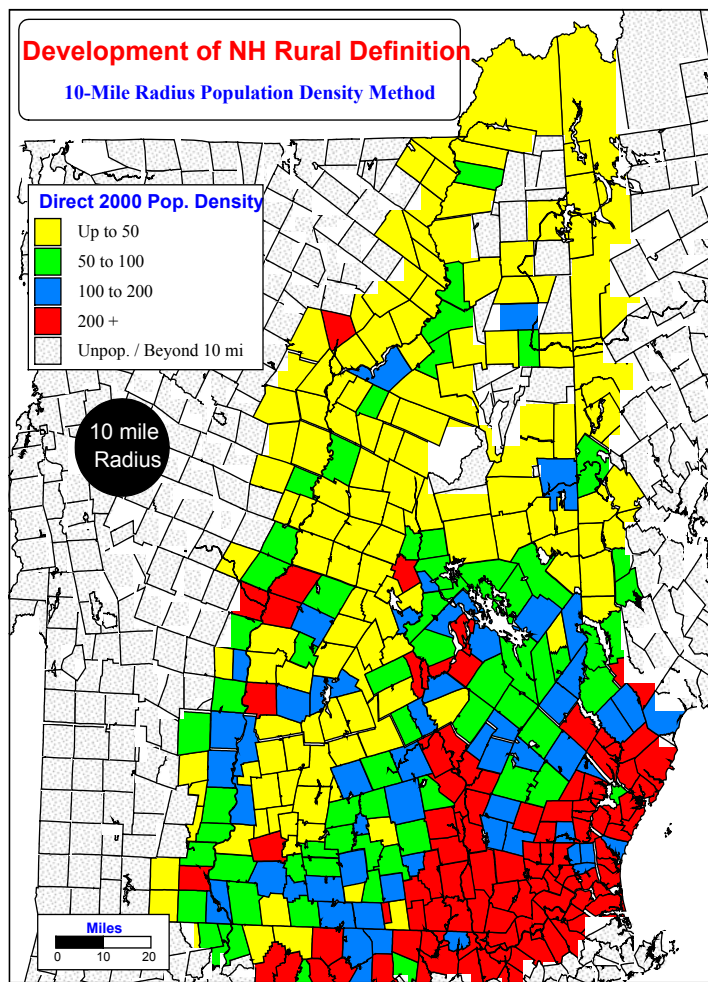 Development of NH Rural Definition
10-Mile Radius Population Density Method
Direct 2000 Pop. Density
Up to 50
50 to 100
100 to 200
200 +
Unpop. / Beyond 10 mi
10 mile
Radius
Miles
0 10 20